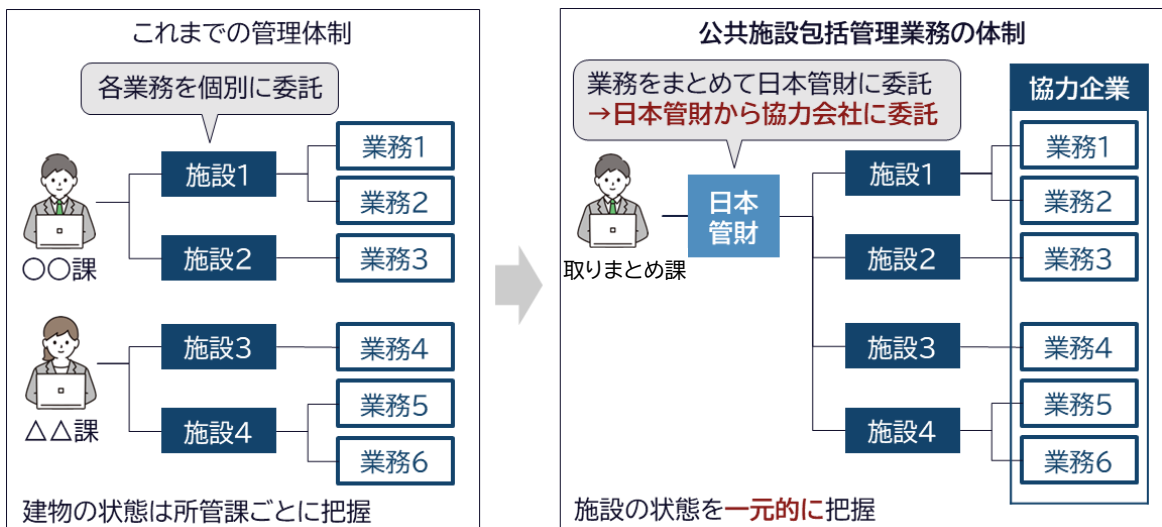 これまでの管理体制
各業務を個別に委託
施設1
業務1
業務2
〇〇課
施設2
業務3
施設3
業務4
△△課
施設4
業務5
業務6
建物の状態は所管課ごとに把握
公共施設包括管理業務の体制
業務をまとめて日本管財に委託
→日本管財から協力会社に委託
協力企業
取りまとめ課
日本
管財
施設1
業務1
業務2
施設2
業務3
施設3
業務4
施設4
業務5
業務6
施設の状態を一元的に把握